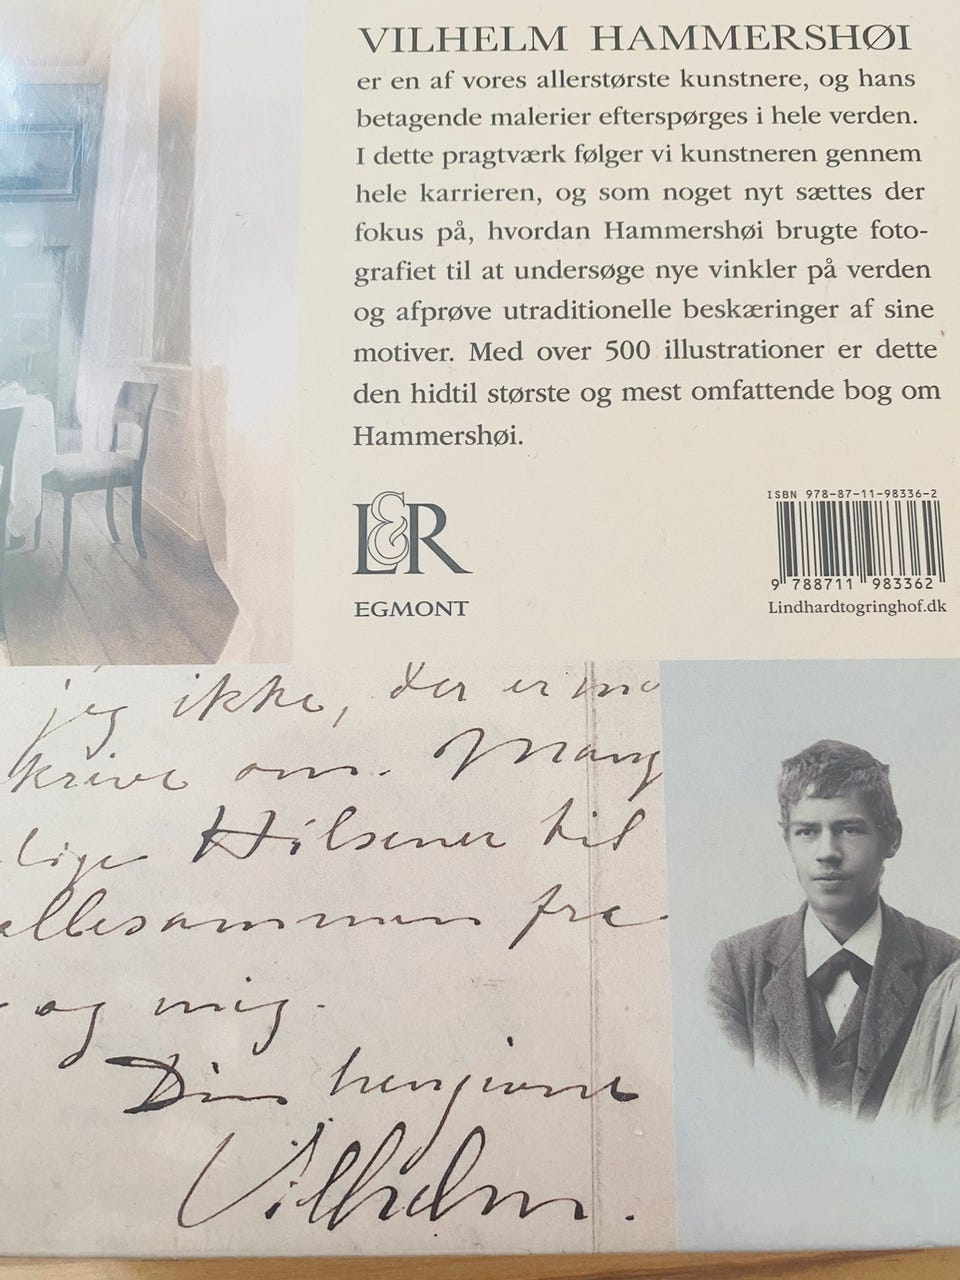 VILHELM HAMMERSHØI
er en af vores allerstørste kunstnere, og hans
betagende malerier efterspørges i hele verden.
I dette pragtværk følger vi kunstneren gennem
hele karrieren, og som noget nyt sættes der
fokus på, hvordan Hammershøi brugte foto-
grafiet til at undersøge nye vinkler på verden
og afprøve utraditionelle beskæringer af sine
motiver. Med over 500 illustrationer er dette
den hidtil største og mest omfattende bog om
Hammershøi.
L&R
EGMONT
ISBN 978-87-11-98336-2
9 788711 983362
Lindhardtogringhof.dk
jeg ikke, der er
krive om. Mang
lige Hilsener til
allesammen fra
og mig.
Din hengivne
Vilhelm.